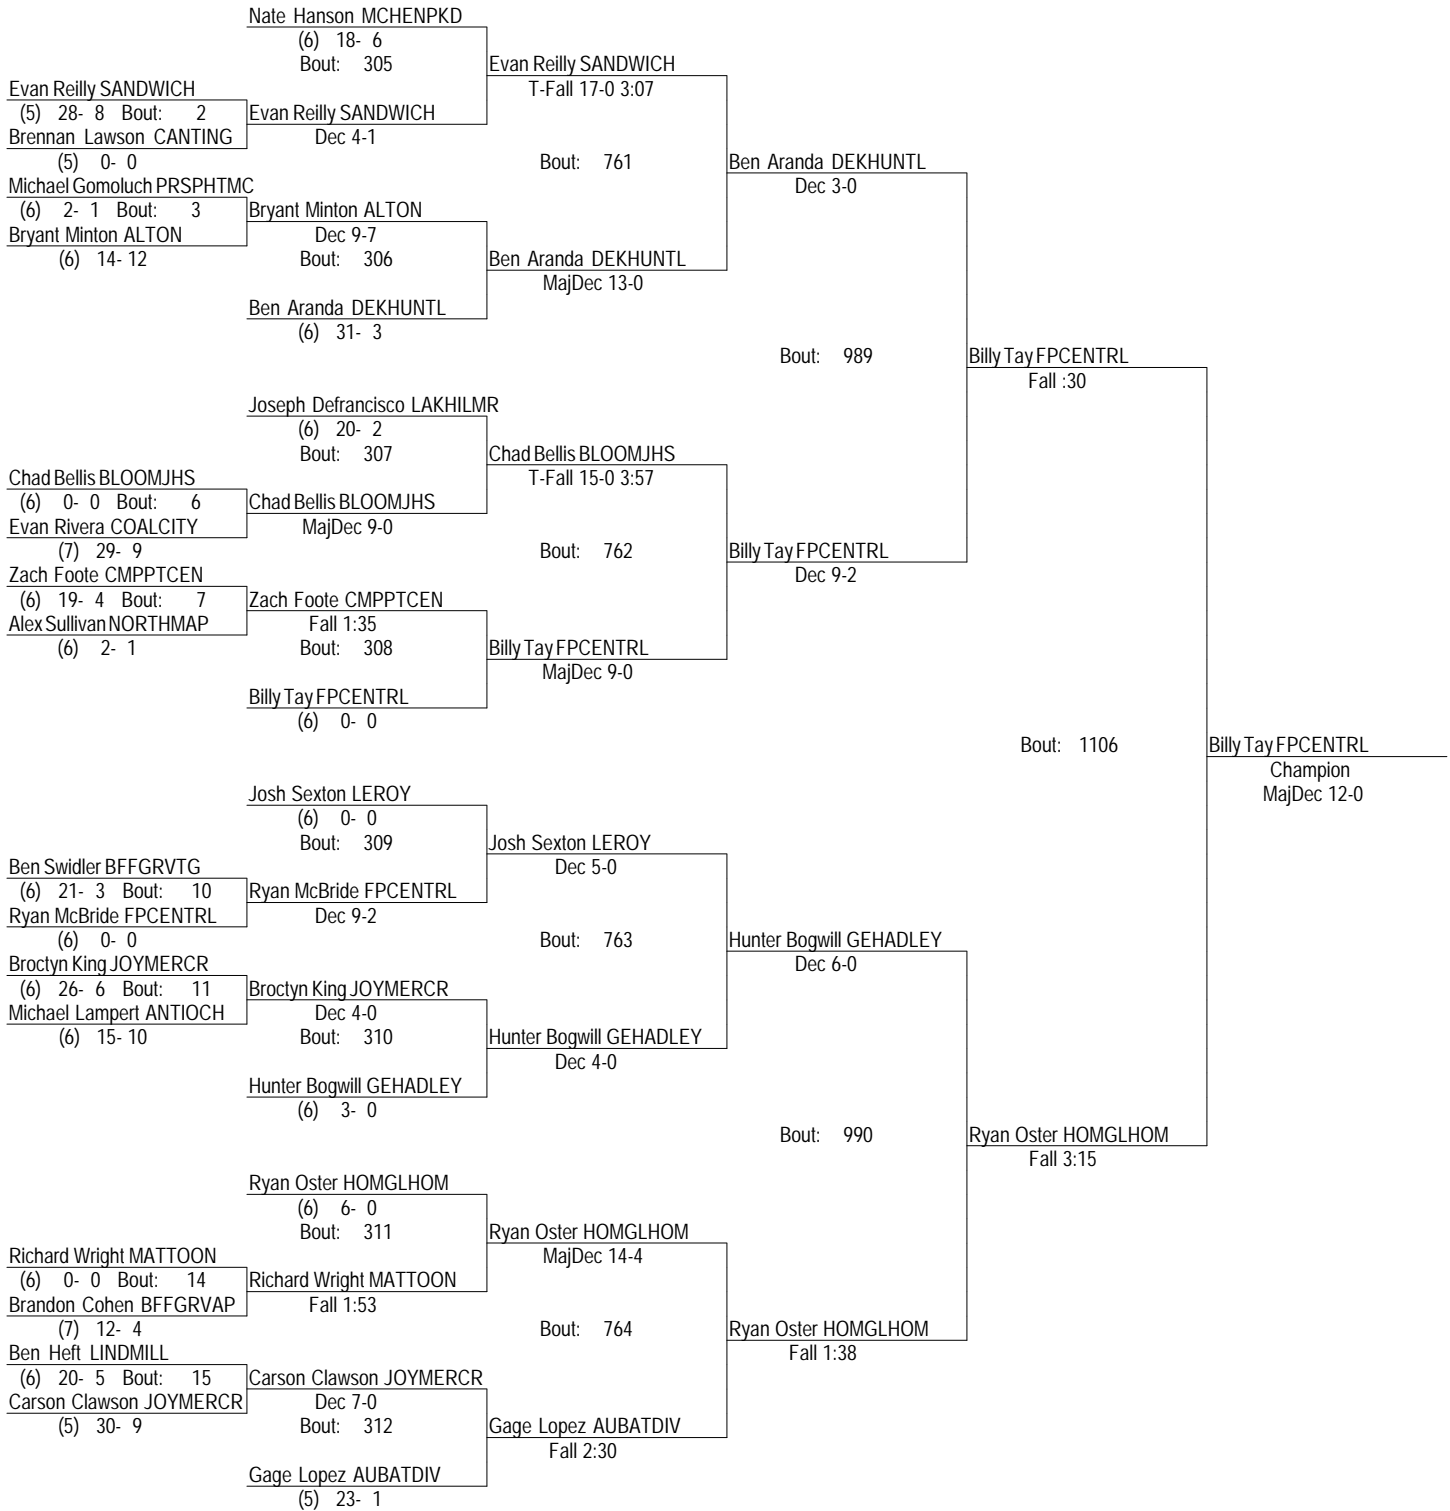 Nate Hanson MCHENPKD
(6) 18- 6
Bout: 305
Evan Reilly SANDWICH
T-Fall 17-0 3:07
Evan Reilly SANDWICH
(5) 28- 8 Bout: 2
Evan Reilly SANDWICH
Brennan Lawson CANTING
Dec 4-1
(5) 0- 0
Bout: 761
Ben Aranda DEKHUNTL
Michael Gomoluch PRSPHTMC
Dec 3-0
(6) 2- 1 Bout: 3
Bryant Minton ALTON
Bryant Minton ALTON
Dec 9-7
(6) 14- 12
Bout: 306
Ben Aranda DEKHUNTL
MajDec 13-0
Ben Aranda DEKHUNTL
(6) 31- 3
Bout: 989
Billy Tay FPCENTRL
Fall :30
Joseph Defrancisco LAKHILMR
(6) 20- 2
Bout: 307
Chad Bellis BLOOMJHS
Chad Bellis BLOOMJHS
T-Fall 15-0 3:57
(6) 0- 0 Bout: 6
Chad Bellis BLOOMJHS
Evan Rivera COALCITY
MajDec 9-0
(7) 29- 9
Bout: 762
Billy Tay FPCENTRL
Zach Foote CMPPTCEN
Dec 9-2
(6) 19- 4 Bout: 7
Zach Foote CMPPTCEN
Alex Sullivan NORTHMAP
Fall 1:35
(6) 2- 1
Bout: 308
Billy Tay FPCENTRL
MajDec 9-0
Billy Tay FPCENTRL
(6) 0- 0
Bout: 1106
Billy Tay FPCENTRL
Champion
MajDec 12-0
Josh Sexton LEROY
(6) 0- 0
Bout: 309
Josh Sexton LEROY
Dec 5-0
Ben Swidler BFFGRVTG
(6) 21- 3 Bout: 10
Ryan McBride FPCENTRL
Ryan McBride FPCENTRL
Dec 9-2
(6) 0- 0
Bout: 763
Hunter Bogwill GEHADLEY
Dec 6-0
Broctyn King JOYMERCR
(6) 26- 6 Bout: 11
Broctyn King JOYMERCR
Michael Lampert ANTIOCH
Dec 4-0
(6) 15- 10
Bout: 310
Hunter Bogwill GEHADLEY
Dec 4-0
Hunter Bogwill GEHADLEY
(6) 3- 0
Bout: 990
Ryan Oster HOMGLHOM
Fall 3:15
Ryan Oster HOMGLHOM
(6) 6- 0
Bout: 311
Ryan Oster HOMGLHOM
MajDec 14-4
Richard Wright MATTOON
(6) 0- 0 Bout: 14
Richard Wright MATTOON
Brandon Cohen BFFGRVAP
Fall 1:53
(7) 12- 4
Bout: 764
Ryan Oster HOMGLHOM
Fall 1:38
Ben Heft LINDMILL
(6) 20- 5 Bout: 15
Carson Clawson JOYMERCR
Carson Clawson JOYMERCR
Dec 7-0
(5) 30- 9
Bout: 312
Gage Lopez AUBATDIV
Fall 2:30
Gage Lopez AUBATDIV
(5) 23- 1